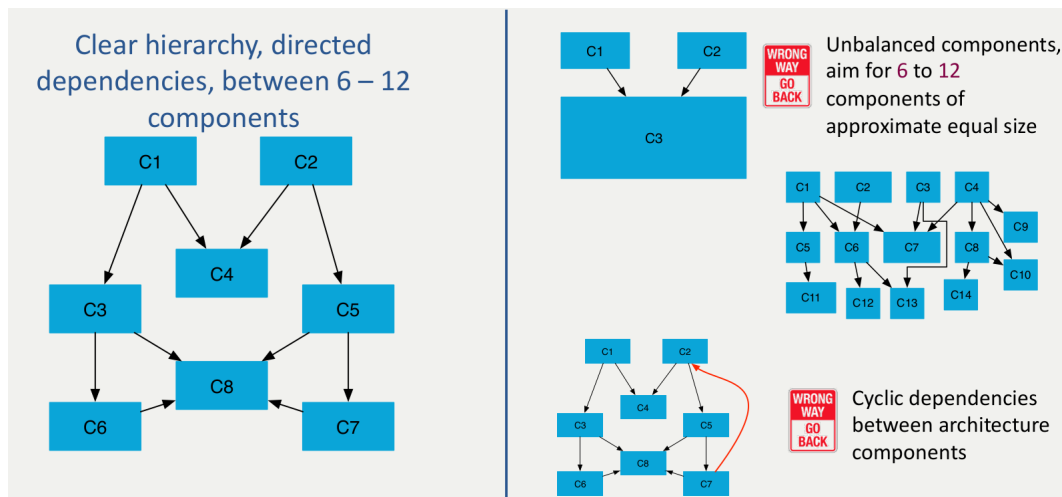 Clear hierarchy, directed
dependencies, between 6 – 12
components
C1
C2
C4
C3
C5
C8
C6
C7
C1
C2
C3
WRONG
WAY
GO
BACK
Unbalanced components,
aim for 6 to 12
components of
approximate equal size
C1
C2
C3
C4
C9
C5
C6
C7
C8
C10
C11
C12
C13
C14
C1
C2
C4
C3
C5
C8
C6
C7
WRONG
WAY
GO
BACK
Cyclic dependencies
between architecture
components